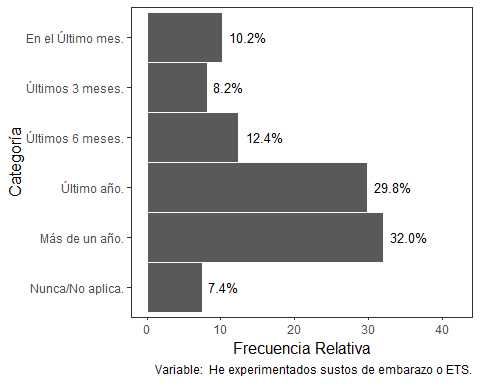 Categoría
En el Último mes.
10.2%
Últimos 3 meses.
8.2%
Últimos 6 meses.
12.4%
Último año.
29.8%
Más de un año.
32.0%
Nunca/No aplica.
7.4%
0 10 20 30 40
Frecuencia Relativa
Variable: He experimentados sustos de embarazo o ETS.